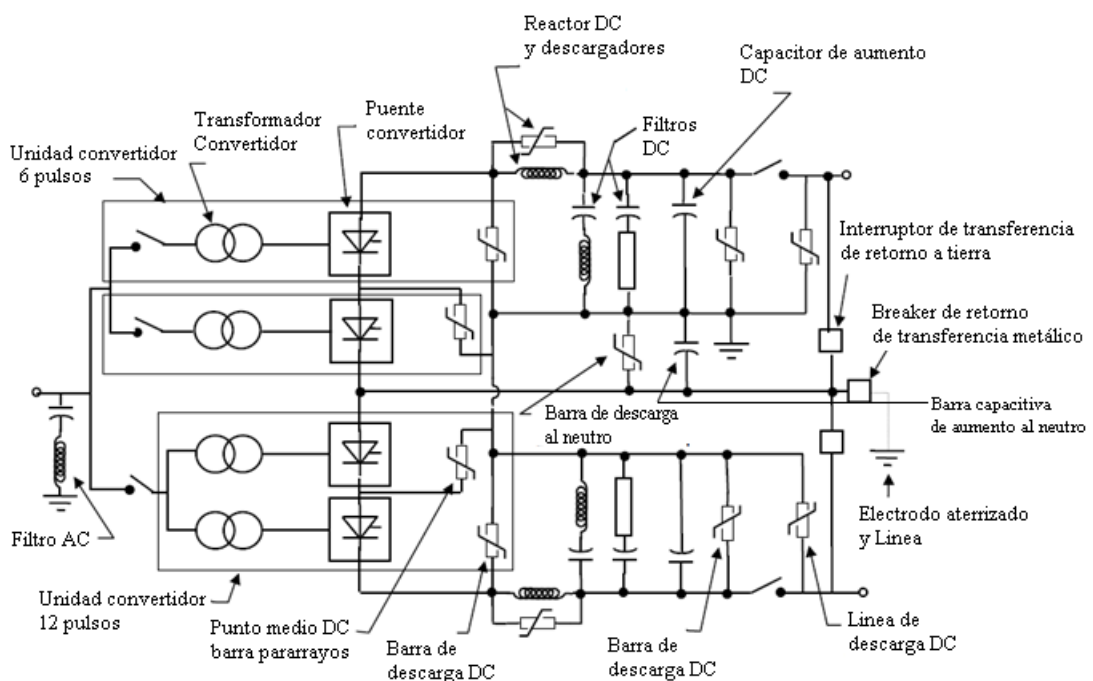 Reactor DC
y descargadores
Capacitor de aumento
DC
Transformador
Convertidor
Puente
convertidor
Filtros
DC
Unidad convertidor
6 pulsos
Interruptor de transferencia
de retorno a tierra
Breaker de retorno
de transferencia metálico
Barra de descarga
al neutro
Barra capacitiva
de aumento al neutro
Filtro AC
Electrodo aterrizado
y Linea
Unidad convertidor
12 pulsos
Punto medio DC
barra pararrayos
Barra de
descarga DC
Barra de
descarga DC
Linea de
descarga DC